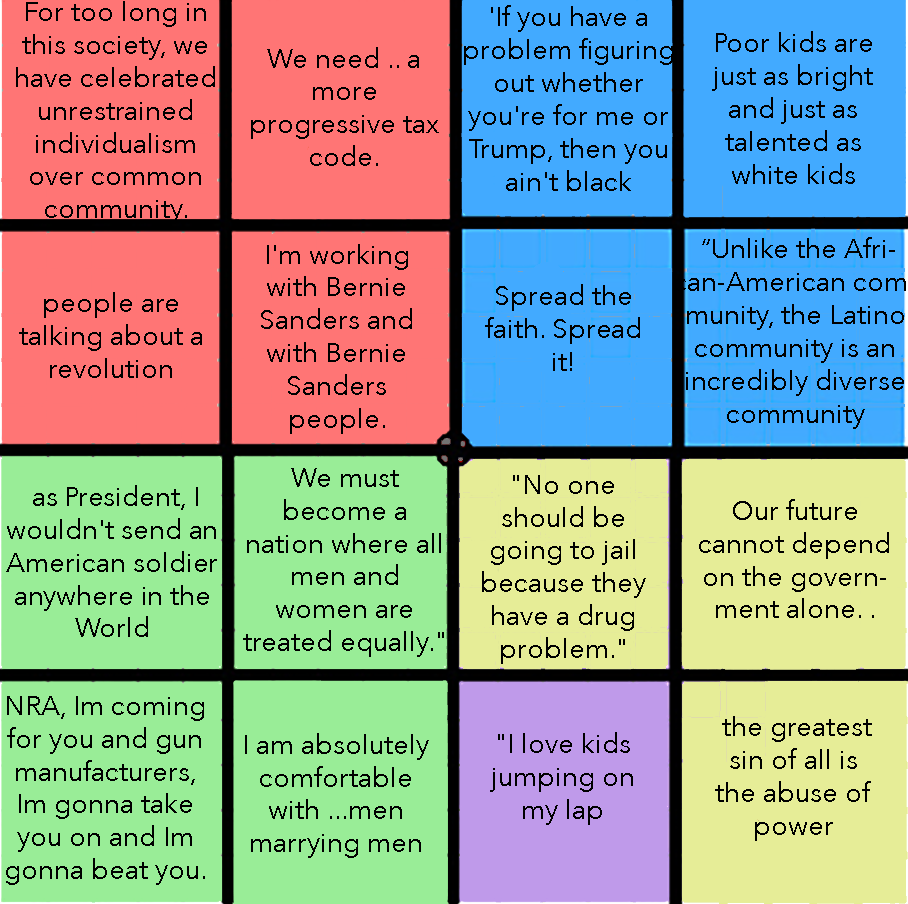 For too long in
this society, we
have celebrated
unrestrained
individualism
over common
community.
We need .. a
more
progressive tax
code.
'If you have a
problem figuring
out whether
you're for me or
Trump, then you
ain't black
Poor kids are
just as bright
and just as
talented as
white kids
people are
talking about a
revolution
I'm working
with Bernie
Sanders and
with Bernie
Sanders
people.
Spread the
faith. Spread
it!
“Unlike the Afri-
can-American com
munity, the Latino
community is an
incredibly diverse
community
as President, I
wouldn't send an
American soldier
anywhere in the
World
We must
become a
nation where all
men and
women are
treated equally."
"No one
should be
going to jail
because they
have a drug
problem."
Our future
cannot depend
on the govern-
ment alone. .
NRA, Im coming
for you and gun
manufacturers,
Im gonna take
you on and Im
gonna beat you.
I am absolutely
comfortable
with ...men
marrying men
"I love kids
jumping on
my lap
the greatest
sin of all is
the abuse of
power